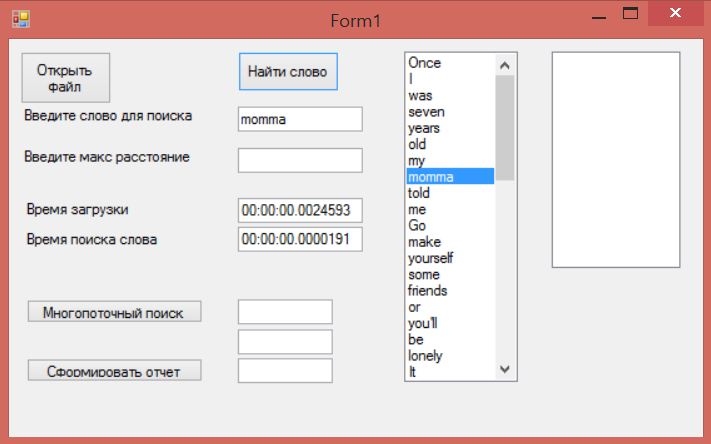 Form1
Открыть
файл
Найти слово
Введите слово для поиска
momma
Введите макс расстояние
Время загрузки
00:00:00.0024593
Время поиска слова
00:00:00.0000191
Многопоточный поиск
Сформировать отчет
Once
I
was
seven
years
old
my
momma
told
me
Go
make
yourself
some
friends
or
you'll
be
lonely
It